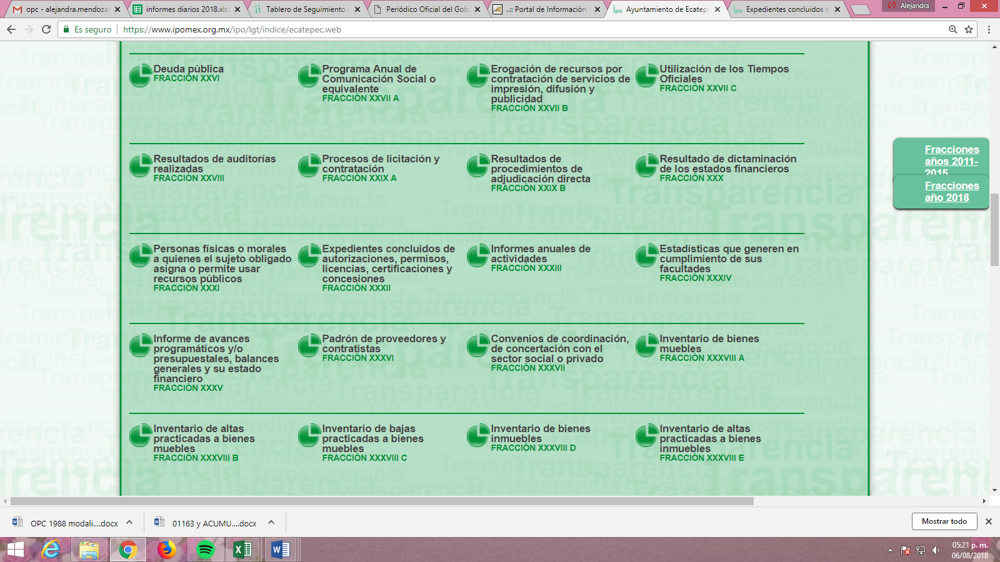 opc - alejandra.mendoza
informes diarios 2018.xls
Tablero de Seguimiento
Periódico Oficial del Gob
..:: Portal de Información
Ayuntamiento de Ecatep
Expedientes concluidos d
Alejandra
Es seguro
https://www.ipomex.org.mx/ipo/lgt/indice/ecatepec.web
Deuda pública
FRACCIÓN XXVI
Programa Anual de
Comunicación Social o
equivalente
FRACCIÓN XXVII A
Erogación de recursos por
contratación de servicios de
impresión, difusión y
publicidad
FRACCIÓN XXVII B
Utilización de los Tiempos
Oficiales
FRACCIÓN XXVII C
Resultados de auditorías
realizadas
FRACCIÓN XXVIII
Procesos de licitación y
contratación
FRACCIÓN XXIX A
Resultados de
procedimientos de
adjudicación directa
FRACCIÓN XXIX B
Resultado de dictaminación
de los estados financieros
FRACCIÓN XXX
Fracciones
años 2011-
2015
Fracciones
año 2018
Personas físicas o morales
a quienes el sujeto obligado
asigna o permite usar
recursos públicos
FRACCIÓN XXXI
Expedientes concluidos de
autorizaciones, permisos,
licencias, certificaciones y
concesiones
FRACCIÓN XXXII
Informes anuales de
actividades
FRACCIÓN XXXIII
Estadísticas que generen en
cumplimiento de sus
facultades
FRACCIÓN XXXIV
Informe de avances
programáticos y/o
presupuestales, balances
generales y su estado
financiero
FRACCIÓN XXXV
Padrón de proveedores y
contratistas
FRACCIÓN XXXVI
Convenios de coordinación,
de concertación con el
sector social o privado
FRACCIÓN XXXVII
Inventario de bienes
muebles
FRACCIÓN XXXVIII A
Inventario de altas
practicadas a bienes
muebles
FRACCIÓN XXXVIII B
Inventario de bajas
practicadas a bienes
muebles
FRACCIÓN XXXVIII C
Inventario de bienes
inmuebles
FRACCIÓN XXXVIII D
Inventario de altas
practicadas a bienes
inmuebles
FRACCIÓN XXXVIII E
OPC 1988 modali....docx
01163 y ACUMU....docx
Mostrar todo
05:21 p. m.
06/08/2018